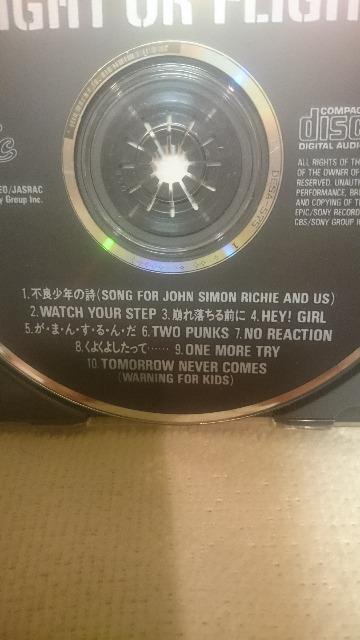 IGHT OR FLIGH
COMPACT
disc
DIGITAL AUDIO
EO/JASRAC
y Group Inc.
ALL RIGHTS OF TH
OF THE OWNER OF
RESERVED. UNAUT
PERFORMANCE, BR
AND COPYING OF T
EPIC/SONY RECORD
CBS/SONY GROUP I
1.不良少年の詩(SONG FOR JOHN SIMON RICHIE AND US)
2.WATCH YOUR STEP 3.崩れ落ちる前に 4.HEY! GIRL
5.が・ま・ん・す・る・ん・だ 6.TWO PUNKS 7.NO REACTION
8.くよくよしたって…… 9.ONE MORE TRY
10.TOMORROW NEVER COMES
(WARNING FOR KIDS)